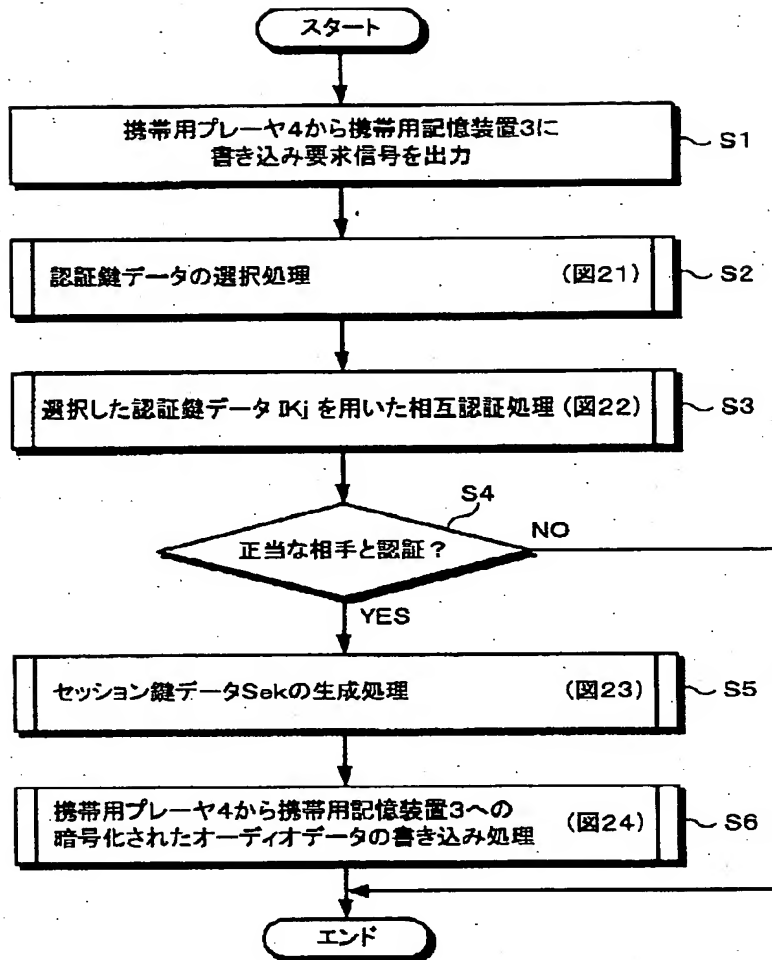 スタート
携帯用プレーヤ4から携帯用記憶装置3に
書き込み要求信号を出力
S1
認証鍵データの選択処理 (図21)
S2
選択した認証鍵データ IKj を用いた相互認証処理 (図22)
S3
S4
正当な相手と認証?
NO
YES
セッション鍵データSekの生成処理 (図23)
S5
携帯用プレーヤ4から携帯用記憶装置3への
暗号化されたオーディオデータの書き込み処理 (図24)
S6
エンド